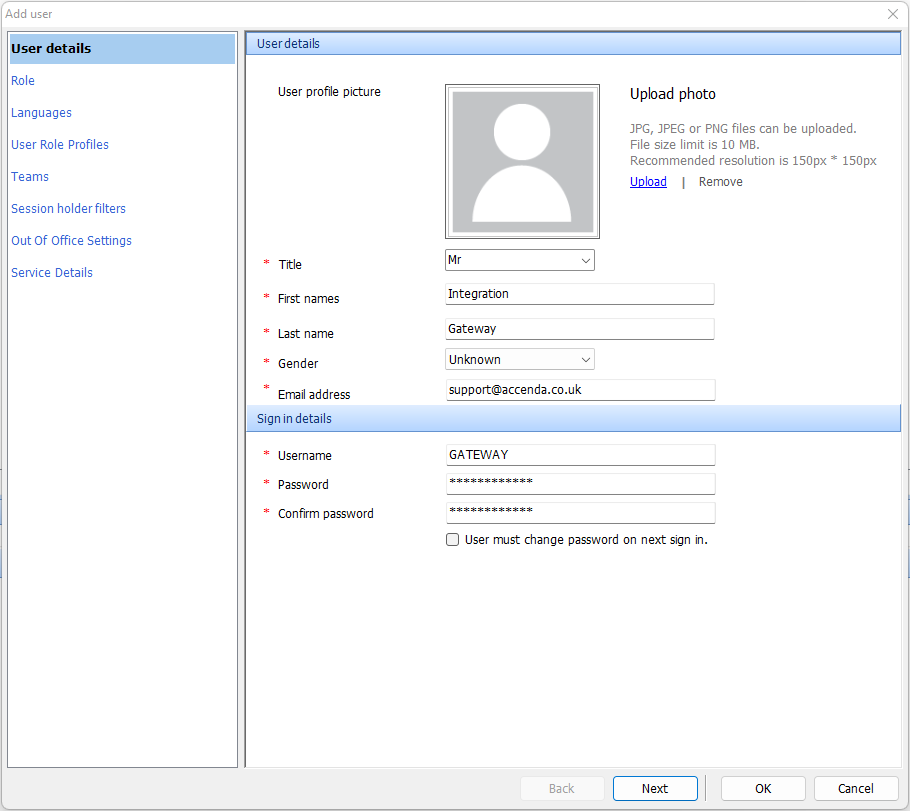 Add user
User details
Role
Languages
User Role Profiles
Teams
Session holder filters
Out Of Office Settings
Service Details
User details
User profile picture
Upload photo
JPG, JPEG or PNG files can be uploaded.
File size limit is 10 MB.
Recommended resolution is 150px * 150px
Upload | Remove
* Title Mr
* First names Integration
* Last name Gateway
* Gender Unknown
* Email address support@accenda.co.uk
Sign in details
* Username GATEWAY
* Password ************
* Confirm password ************
User must change password on next sign in.
Back Next OK Cancel